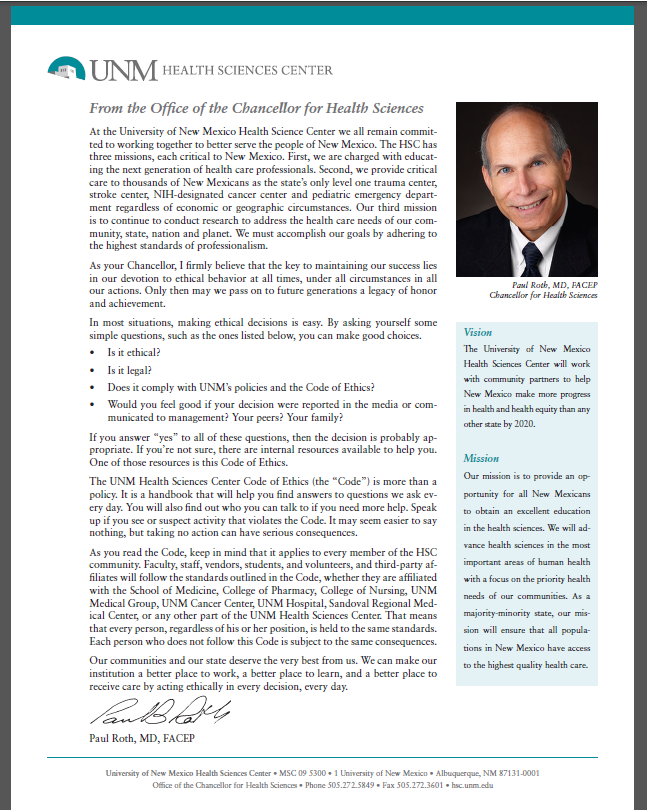 UNM HEALTH SCIENCES CENTER
From the Office of the Chancellor for Health Sciences
At the University of New Mexico Health Science Center we all remain commit-
ted to working together to better serve the people of New Mexico. The HSC has
three missions, each critical to New Mexico. First, we are charged with educat-
ing the next generation of health care professionals. Second, we provide critical
care to thousands of New Mexicans as the state's only level one trauma center,
stroke center, NIH-designated cancer center and pediatric emergency depart-
ment regardless of economic or geographic circumstances. Our third mission
is to continue to conduct research to address the health care needs of our com-
munity, state, nation and planet. We must accomplish our goals by adhering to
the highest standards of professionalism.
As your Chancellor, I firmly believe that the key to maintaining our success lies
in our devotion to ethical behavior at all times, under all circumstances in all
our actions. Only then may we pass on to future generations a legacy of honor
and achievement.
In most situations, making ethical decisions is easy. By asking yourself some
simple questions, such as the ones listed below, you can make good choices.
• Is it ethical?
• Is it legal?
• Does it comply with UNM's policies and the Code of Ethics?
• Would you feel good if your decision were reported in the media or com-
municated to management? Your peers? Your family?
If you answer "yes" to all of these questions, then the decision is probably ap-
propriate. If you're not sure, there are internal resources available to help you.
One of those resources is this Code of Ethics.
The UNM Health Sciences Center Code of Ethics (the "Code") is more than a
policy. It is a handbook that will help you find answers to questions we ask ev-
ery day. You will also find out who you can talk to if you need more help. Speak
up if you see or suspect activity that violates the Code. It may seem easier to say
nothing, but taking no action can have serious consequences.
As you read the Code, keep in mind that it applies to every member of the HSC
community. Faculty, staff, vendors, students, and volunteers, and third-party af-
filiates will follow the standards outlined in the Code, whether they are affiliated
with the School of Medicine, College of Pharmacy, College of Nursing, UNM
Medical Group, UNM Cancer Center, UNM Hospital, Sandoval Regional Med-
ical Center, or any other part of the UNM Health Sciences Center. That means
that every person, regardless of his or her position, is held to the same standards.
Each person who does not follow this Code is subject to the same consequences.
Our communities and our state deserve the very best from us. We can make our
institution a better place to work, a better place to learn, and a better place to
receive care by acting ethically in every decision, every day.
Paul B Roth
Paul Roth, MD, FACEP
Paul Roth, MD, FACEP
Chancellor for Health Sciences
Vision
The University of New Mexico
Health Sciences Center will work
with community partners to help
New Mexico make more progress
in health and health equity than any
other state by 2020.
Mission
Our mission is to provide an op-
portunity for all New Mexicans
to obtain an excellent education
in the health sciences. We will ad-
vance health sciences in the most
important areas of human health
with a focus on the priority health
needs of our communities. As a
majority-minority state, our mis-
sion will ensure that all popula-
tions in New Mexico have access
to the highest quality health care.
University of New Mexico Health Sciences Center • MSC 09 5300 • 1 University of New Mexico • Albuquerque, NM 87131-0001
Office of the Chancellor for Health Sciences • Phone 505.272.5849 • Fax 505.272.3601 • hsc.unm.edu